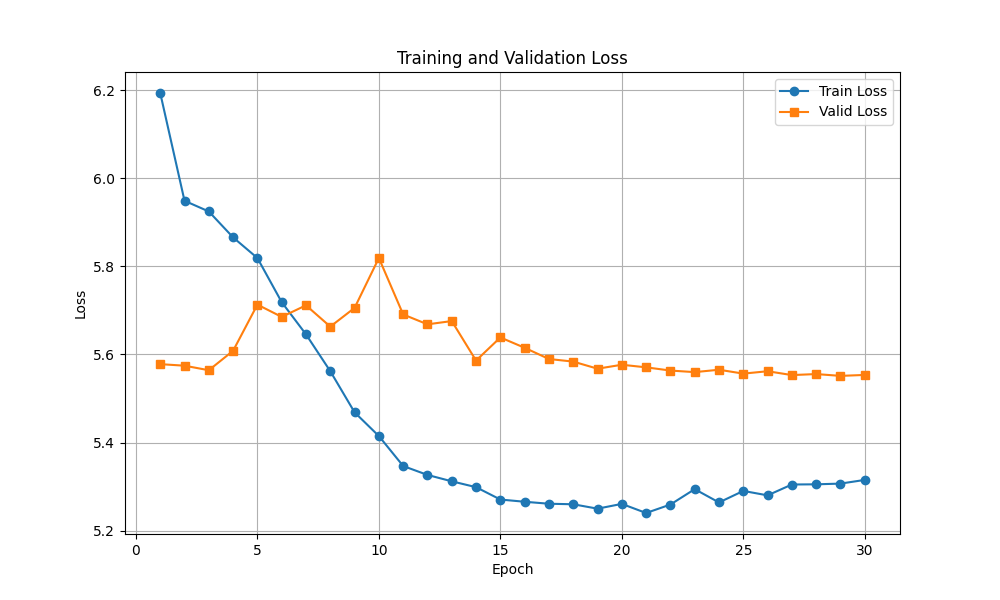 Training and Validation Loss
Train Loss
Valid Loss
6.2
6.0
5.8
5.6
5.4
5.2
Loss
0 5 10 15 20 25 30
Epoch